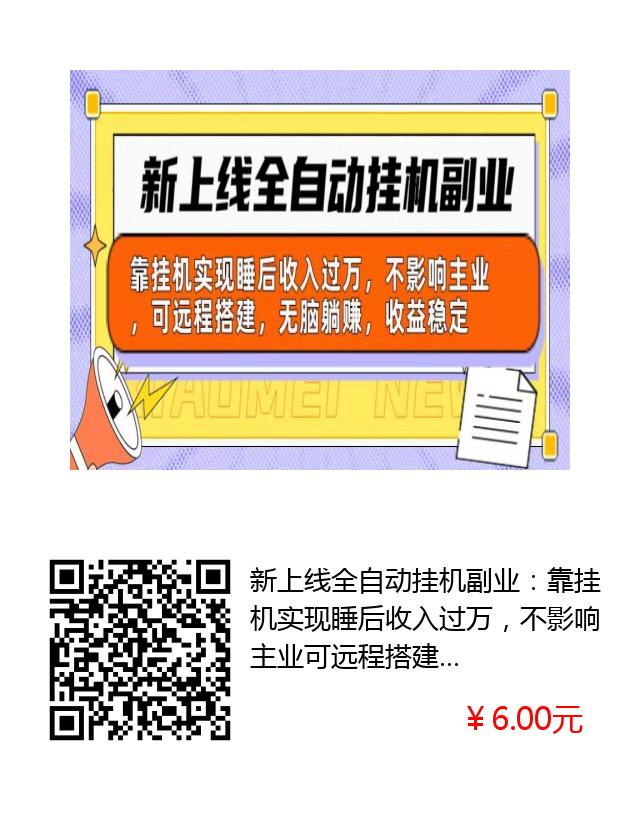 新上线全自动挂机副业
靠挂机实现睡后收入过万，不影响主业
，可远程搭建，无脑躺赚，收益稳定
新上线全自动挂机副业：靠挂
机实现睡后收入过万，不影响
主业可远程搭建...
¥ 6.00元